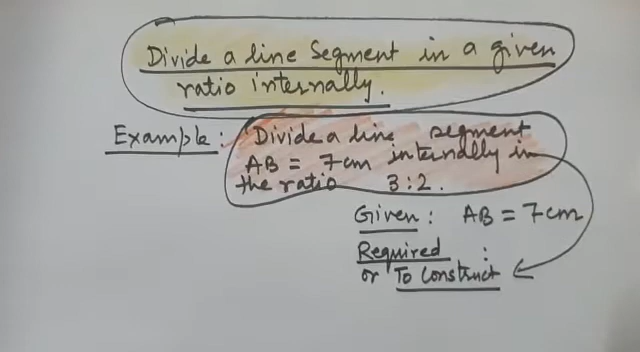 Divide a line Segment in a given
ratio internally.
Example : Divide a line segment
AB = 7cm internally in
the ratio 3:2.
Given : AB = 7cm
Required :
or To Construct